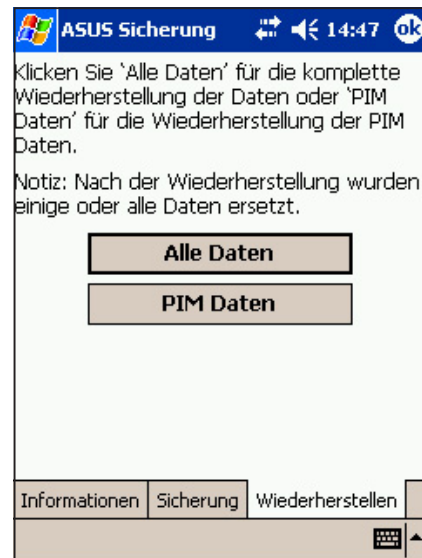 ASUS Sicherung 14:47 ok
Klicken Sie `Alle Daten´ für die komplette
Wiederherstellung der Daten oder `PIM
Daten´ für die Wiederherstellung der PIM
Daten.
Notiz: Nach der Wiederherstellung wurden
einige oder alle Daten ersetzt.
Alle Daten
PIM Daten
Informationen Sicherung Wiederherstellen